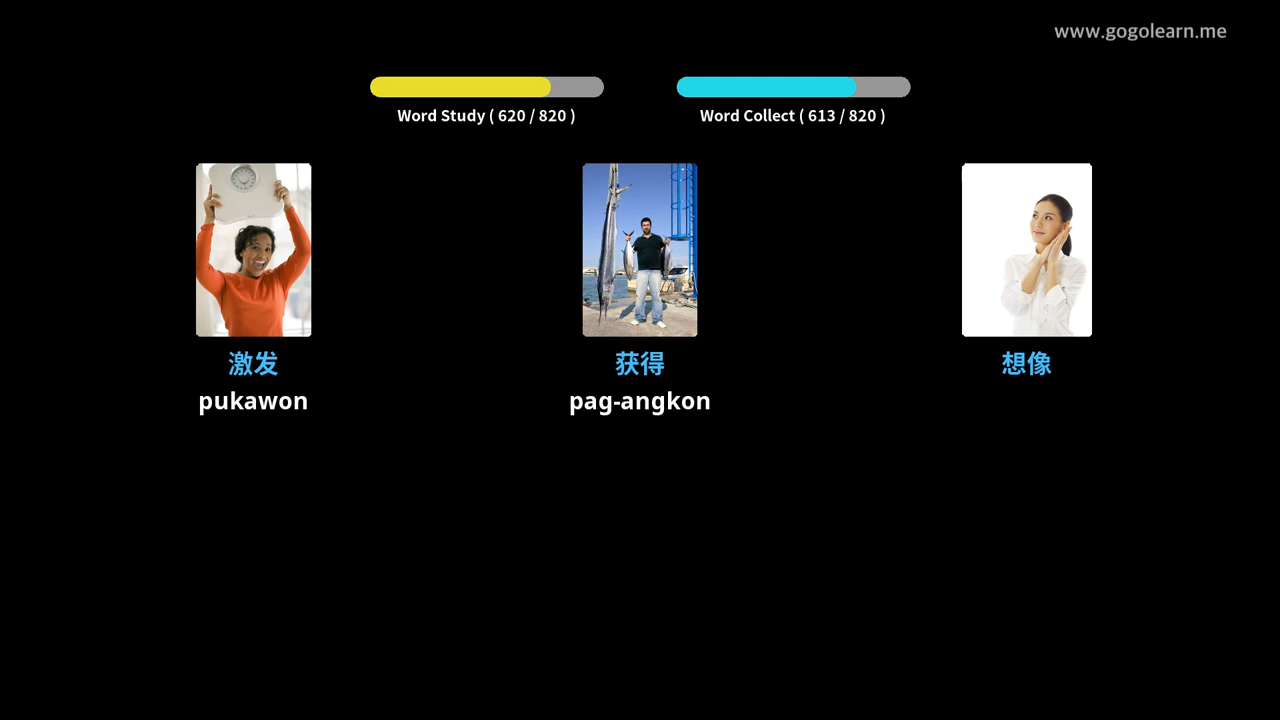 www.gogolearn.me
Word Study ( 620 / 820 )
Word Collect ( 613 / 820 )
激发
获得
想像
pukawon
pag-angkon